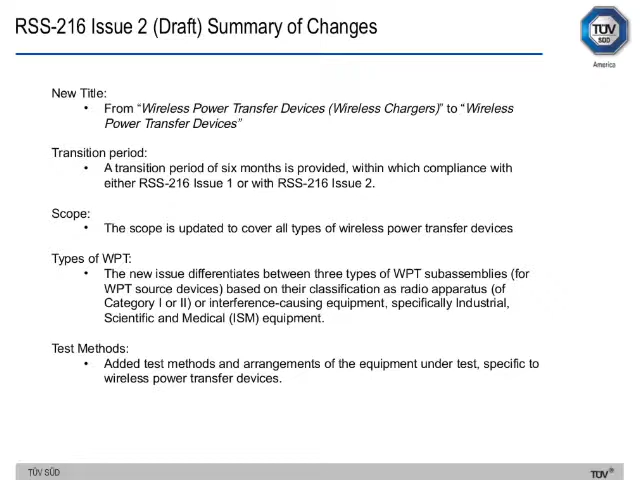 RSS-216 Issue 2 (Draft) Summary of Changes
TÜV
SÜD
America
New Title:
• From “Wireless Power Transfer Devices (Wireless Chargers)” to “Wireless
Power Transfer Devices”
Transition period:
• A transition period of six months is provided, within which compliance with
either RSS-216 Issue 1 or with RSS-216 Issue 2.
Scope:
• The scope is updated to cover all types of wireless power transfer devices
Types of WPT:
• The new issue differentiates between three types of WPT subassemblies (for
WPT source devices) based on their classification as radio apparatus (of
Category I or II) or interference-causing equipment, specifically Industrial,
Scientific and Medical (ISM) equipment.
Test Methods:
• Added test methods and arrangements of the equipment under test, specific to
wireless power transfer devices.
TÜV SÜD
TÜV®